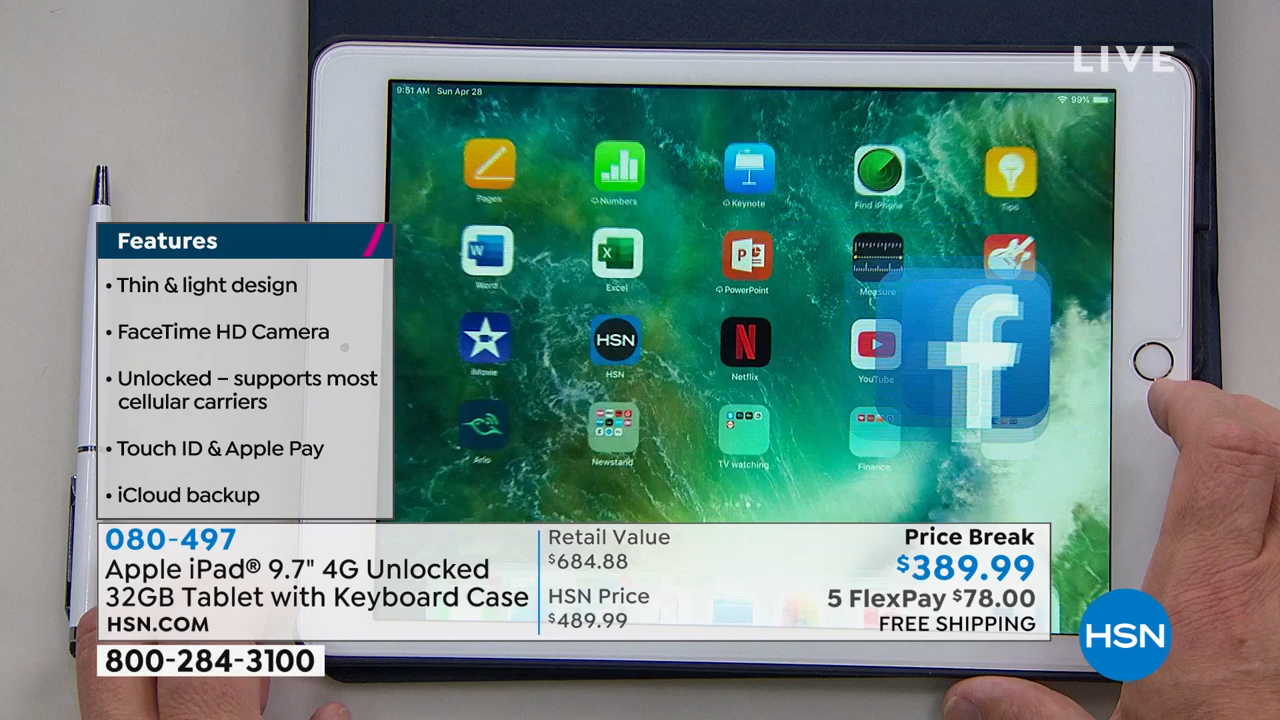 LIVE
9:51 AM Sun Apr 28
99%
Pages
Numbers
Keynote
Find iPhone
Tips
W
X
P
Word
Excel
PowerPoint
Measure
HSN
N
f
iMovie
HSN
Netflix
YouTube
Arlo
Newstand
TV watching
Finance
Features
• Thin & light design
• FaceTime HD Camera
• Unlocked – supports most
cellular carriers
• Touch ID & Apple Pay
• iCloud backup
080-497
Apple iPad® 9.7" 4G Unlocked
32GB Tablet with Keyboard Case
HSN.COM
Retail Value
$684.88
HSN Price
$489.99
Price Break
$389.99
5 FlexPay $78.00
FREE SHIPPING
HSN
800-284-3100